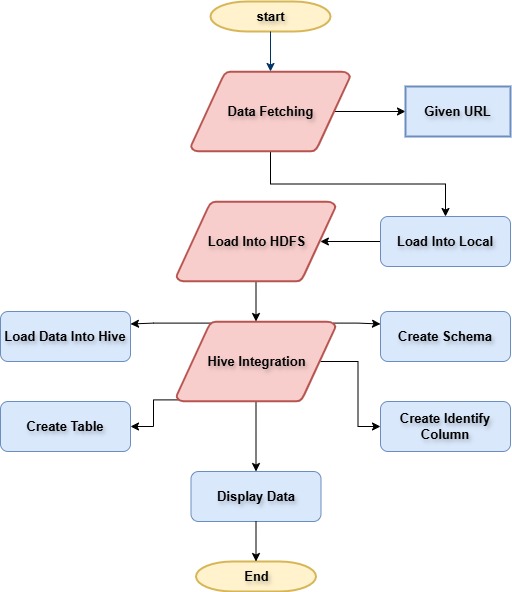 start
Data Fetching
Given URL
Load Into HDFS
Load Into Local
Load Data Into Hive
Create Schema
Hive Integration
Create Table
Create Identify
Column
Display Data
End